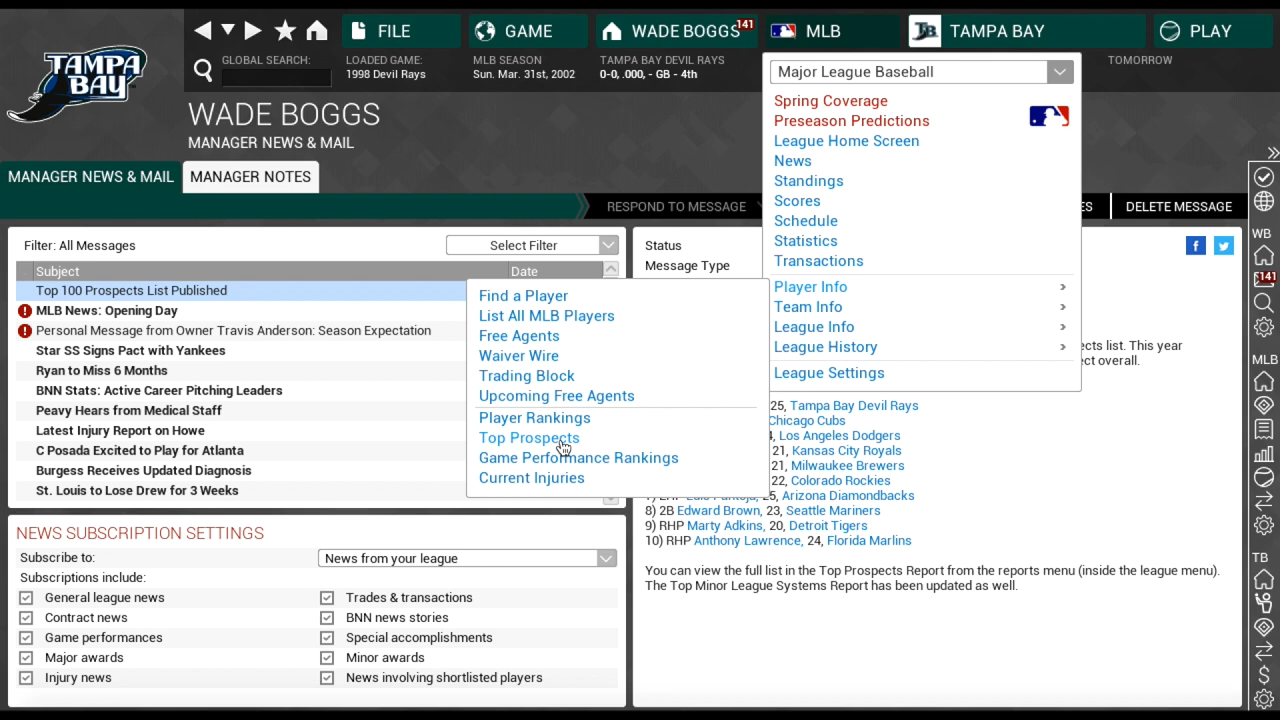 TAMPA BAY
FILE
GAME
WADE BOGGS
141
MLB
TAMPA BAY
PLAY
GLOBAL SEARCH:
LOADED GAME:
1998 Devil Rays
MLB SEASON
Sun. Mar. 31st, 2002
TAMPA BAY DEVIL RAYS
0-0, .000, - GB - 4th
TOMORROW
WADE BOGGS
MANAGER NEWS & MAIL
MANAGER NEWS & MAIL
MANAGER NOTES
RESPOND TO MESSAGE
ES
DELETE MESSAGE
Major League Baseball
Spring Coverage
Preseason Predictions
League Home Screen
News
Standings
Scores
Schedule
Statistics
Transactions
Player Info
Team Info
League Info
League History
League Settings
Filter: All Messages
Select Filter
Subject
Date
Top 100 Prospects List Published
MLB News: Opening Day
Personal Message from Owner Travis Anderson: Season Expectation
Star SS Signs Pact with Yankees
Ryan to Miss 6 Months
BNN Stats: Active Career Pitching Leaders
Peavy Hears from Medical Staff
Latest Injury Report on Howe
C Posada Excited to Play for Atlanta
Burgess Receives Updated Diagnosis
St. Louis to Lose Drew for 3 Weeks
Find a Player
List All MLB Players
Free Agents
Waiver Wire
Trading Block
Upcoming Free Agents
Player Rankings
Top Prospects
Game Performance Rankings
Current Injuries
Status
Message Type
ects list. This year
ect overall.
25, Tampa Bay Devil Rays
Chicago Cubs
, Los Angeles Dodgers
21, Kansas City Royals
21, Milwaukee Brewers
22, Colorado Rockies
25, Arizona Diamondbacks
8) 2B Edward Brown, 23, Seattle Mariners
9) RHP Marty Adkins, 20, Detroit Tigers
10) RHP Anthony Lawrence, 24, Florida Marlins
You can view the full list in the Top Prospects Report from the reports menu (inside the league menu).
The Top Minor League Systems Report has been updated as well.
NEWS SUBSCRIPTION SETTINGS
Subscribe to:
News from your league
Subscriptions include:
General league news
Trades & transactions
Contract news
BNN news stories
Game performances
Special accomplishments
Major awards
Minor awards
Injury news
News involving shortlisted players
WB
141
MLB
TB